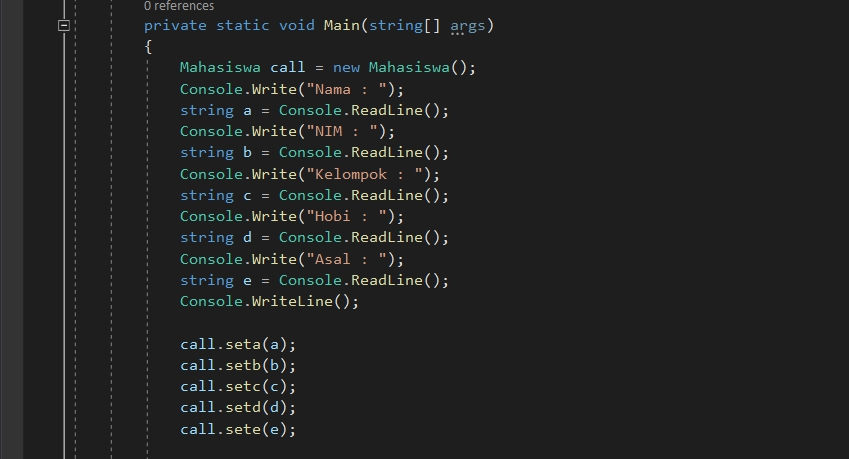 0 references
private static void Main(string[] args)
{
Mahasiswa call = new Mahasiswa();
Console.Write("Nama : ");
string a = Console.ReadLine();
Console.Write("NIM : ");
string b = Console.ReadLine();
Console.Write("Kelompok : ");
string c = Console.ReadLine();
Console.Write("Hobi : ");
string d = Console.ReadLine();
Console.Write("Asal : ");
string e = Console.ReadLine();
Console.WriteLine();
call.seta(a);
call.setb(b);
call.setc(c);
call.setd(d);
call.sete(e);